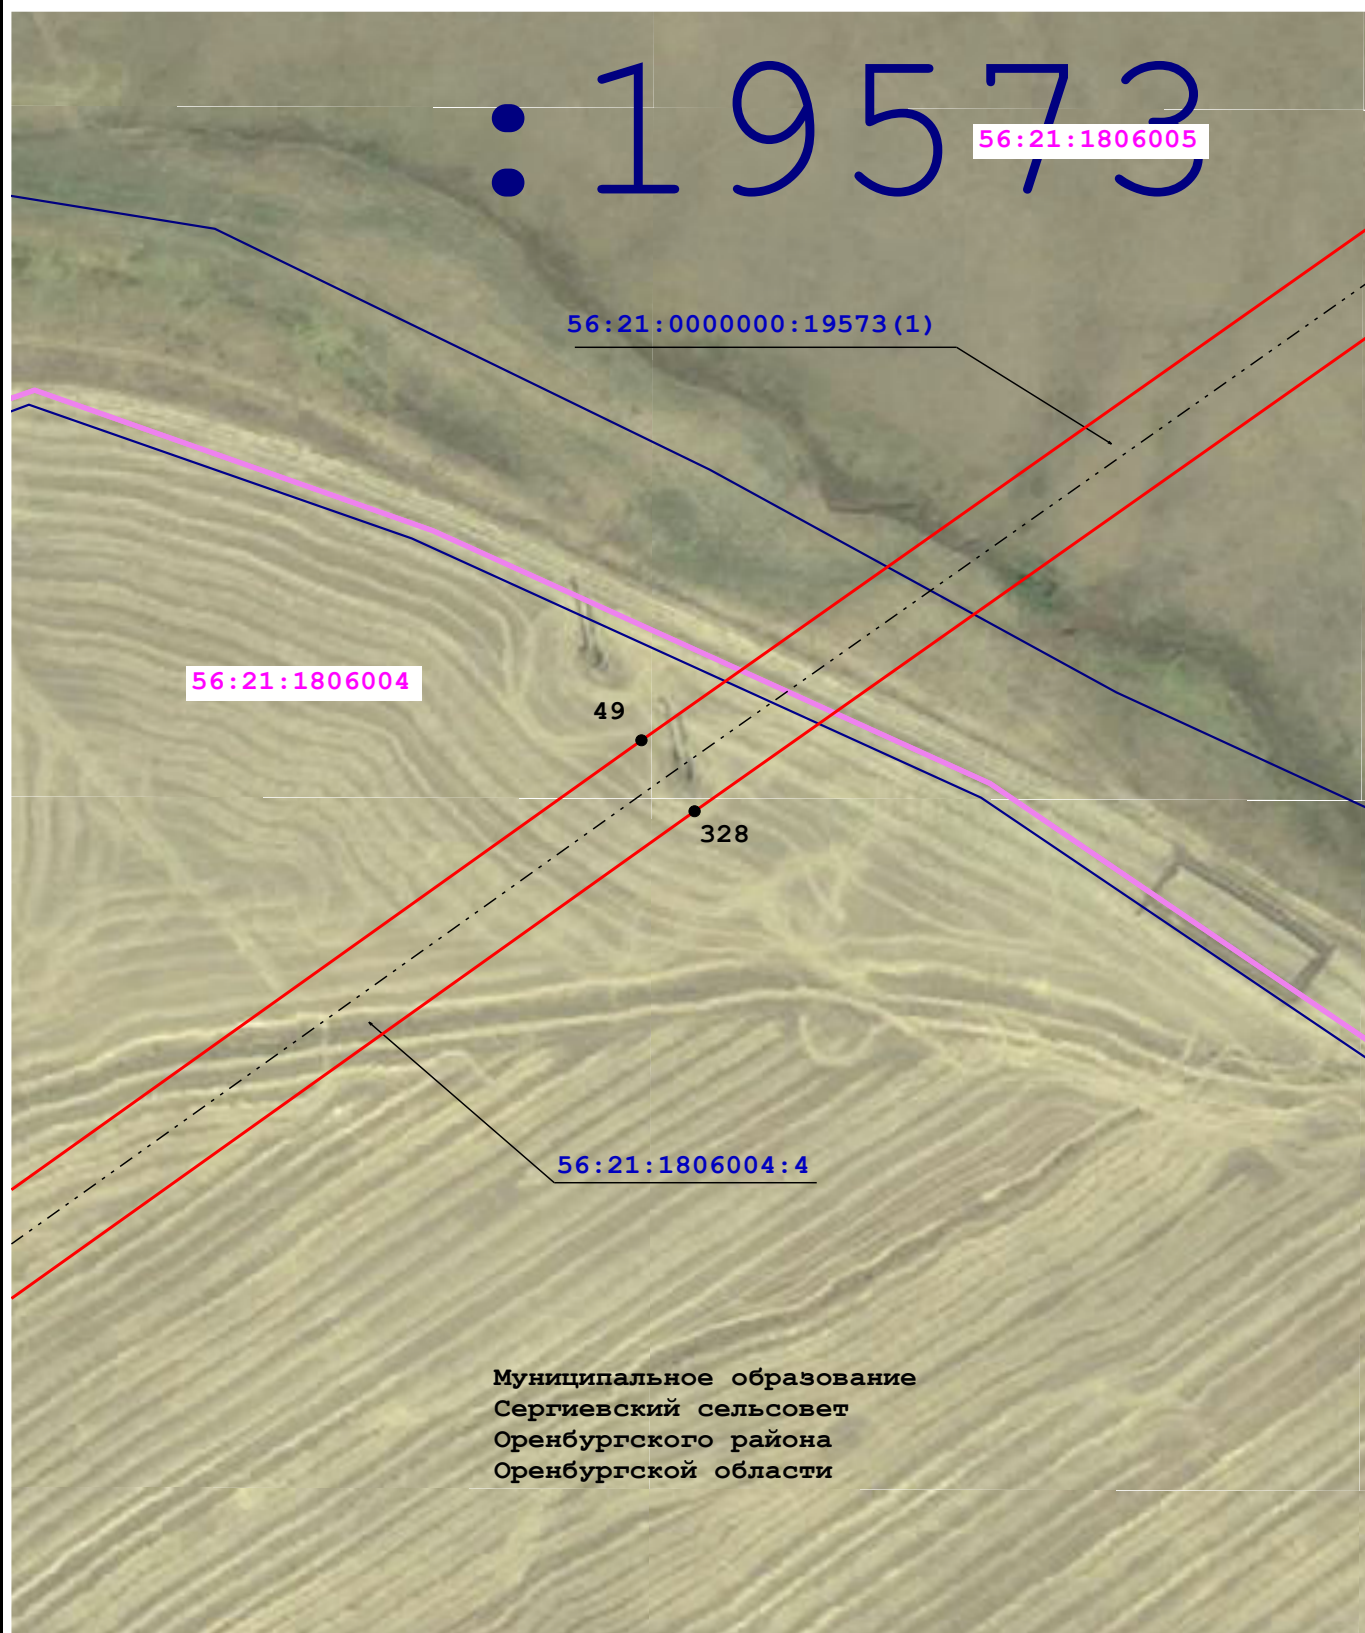 :19573
56:21:1806005
56:21:0000000:19573(1)
56:21:1806004
49
328
56:21:1806004:4
Муниципальное образование
Сергиевский сельсовет
Оренбургского района
Оренбургской области